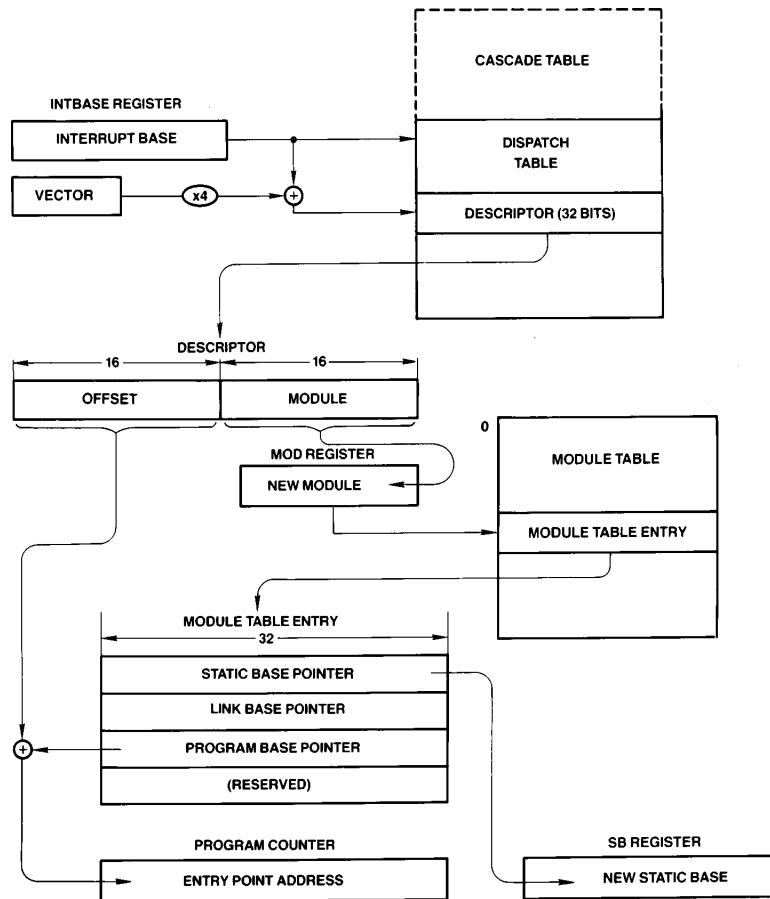 CASCADE TABLE
INTBASE REGISTER
INTERRUPT BASE
DISPATCH
TABLE
VECTOR
x4
+
DESCRIPTOR (32 BITS)
DESCRIPTOR
16
16
OFFSET
MODULE
MOD REGISTER
NEW MODULE
0
MODULE TABLE
MODULE TABLE ENTRY
MODULE TABLE ENTRY
32
STATIC BASE POINTER
LINK BASE POINTER
+
PROGRAM BASE POINTER
(RESERVED)
PROGRAM COUNTER
ENTRY POINT ADDRESS
SB REGISTER
NEW STATIC BASE